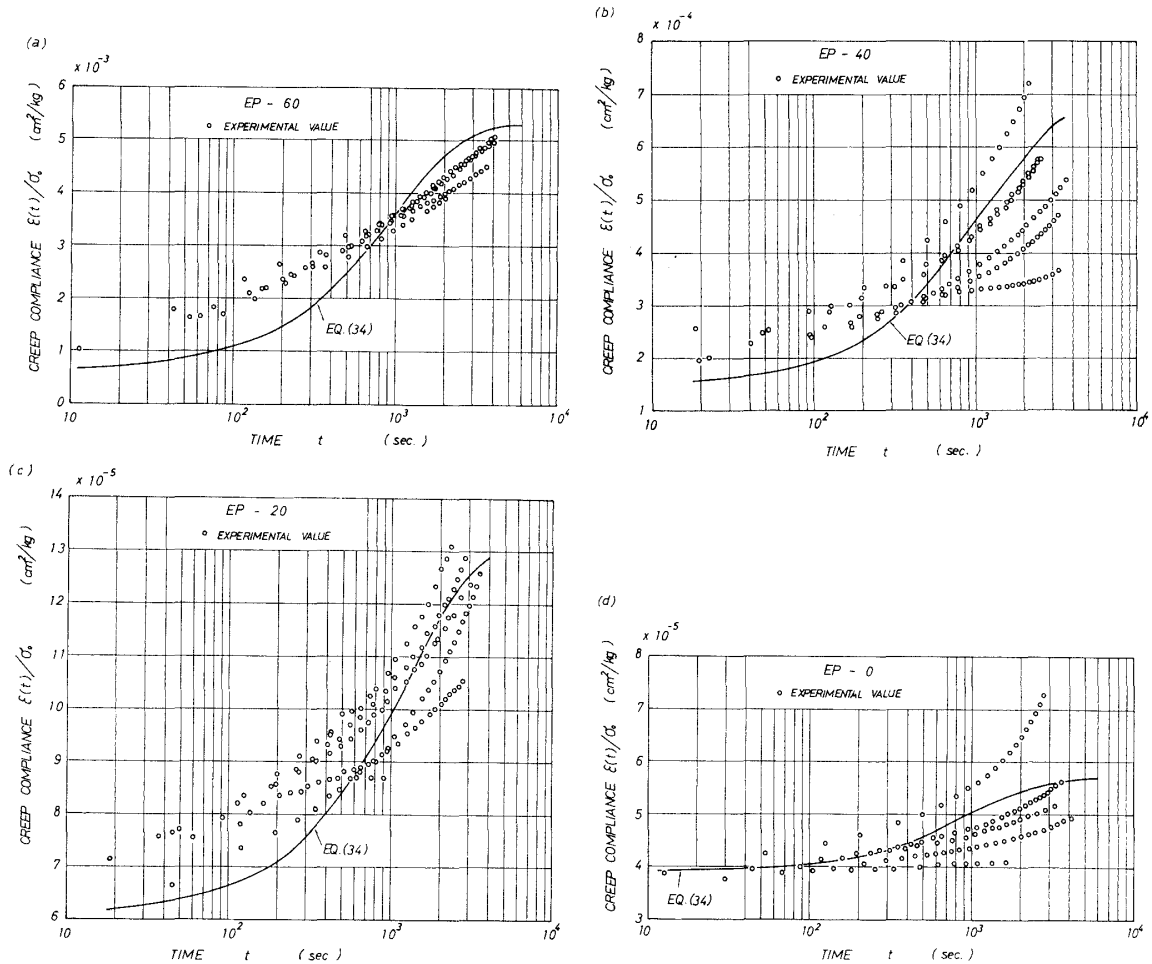 (a)
× 10⁻³
EP - 60
○ EXPERIMENTAL VALUE
EQ.(34)
CREEP COMPLIANCE ε(t)/σ₀ (cm²/kg)
6
5
4
3
2
1
0
10 10² 10³ 10⁴
TIME t (sec.)
(b)
× 10⁻⁴
EP - 40
○ EXPERIMENTAL VALUE
EQ.(34)
CREEP COMPLIANCE ε(t)/σ₀ (cm²/kg)
8
7
6
5
4
3
2
1
10 10² 10³ 10⁴
TIME t (sec.)
(c)
× 10⁻⁵
EP - 20
○ EXPERIMENTAL VALUE
EQ.(34)
CREEP COMPLIANCE ε(t)/σ₀ (cm²/kg)
14
13
12
11
10
9
8
7
6
10 10² 10³ 10⁴
TIME t (sec)
(d)
× 10⁻⁵
EP - 0
○ EXPERIMENTAL VALUE
EQ.(34)
CREEP COMPLIANCE ε(t)/σ₀ (cm²/kg)
8
7
6
5
4
3
10 10² 10³ 10⁴
TIME t (sec.)